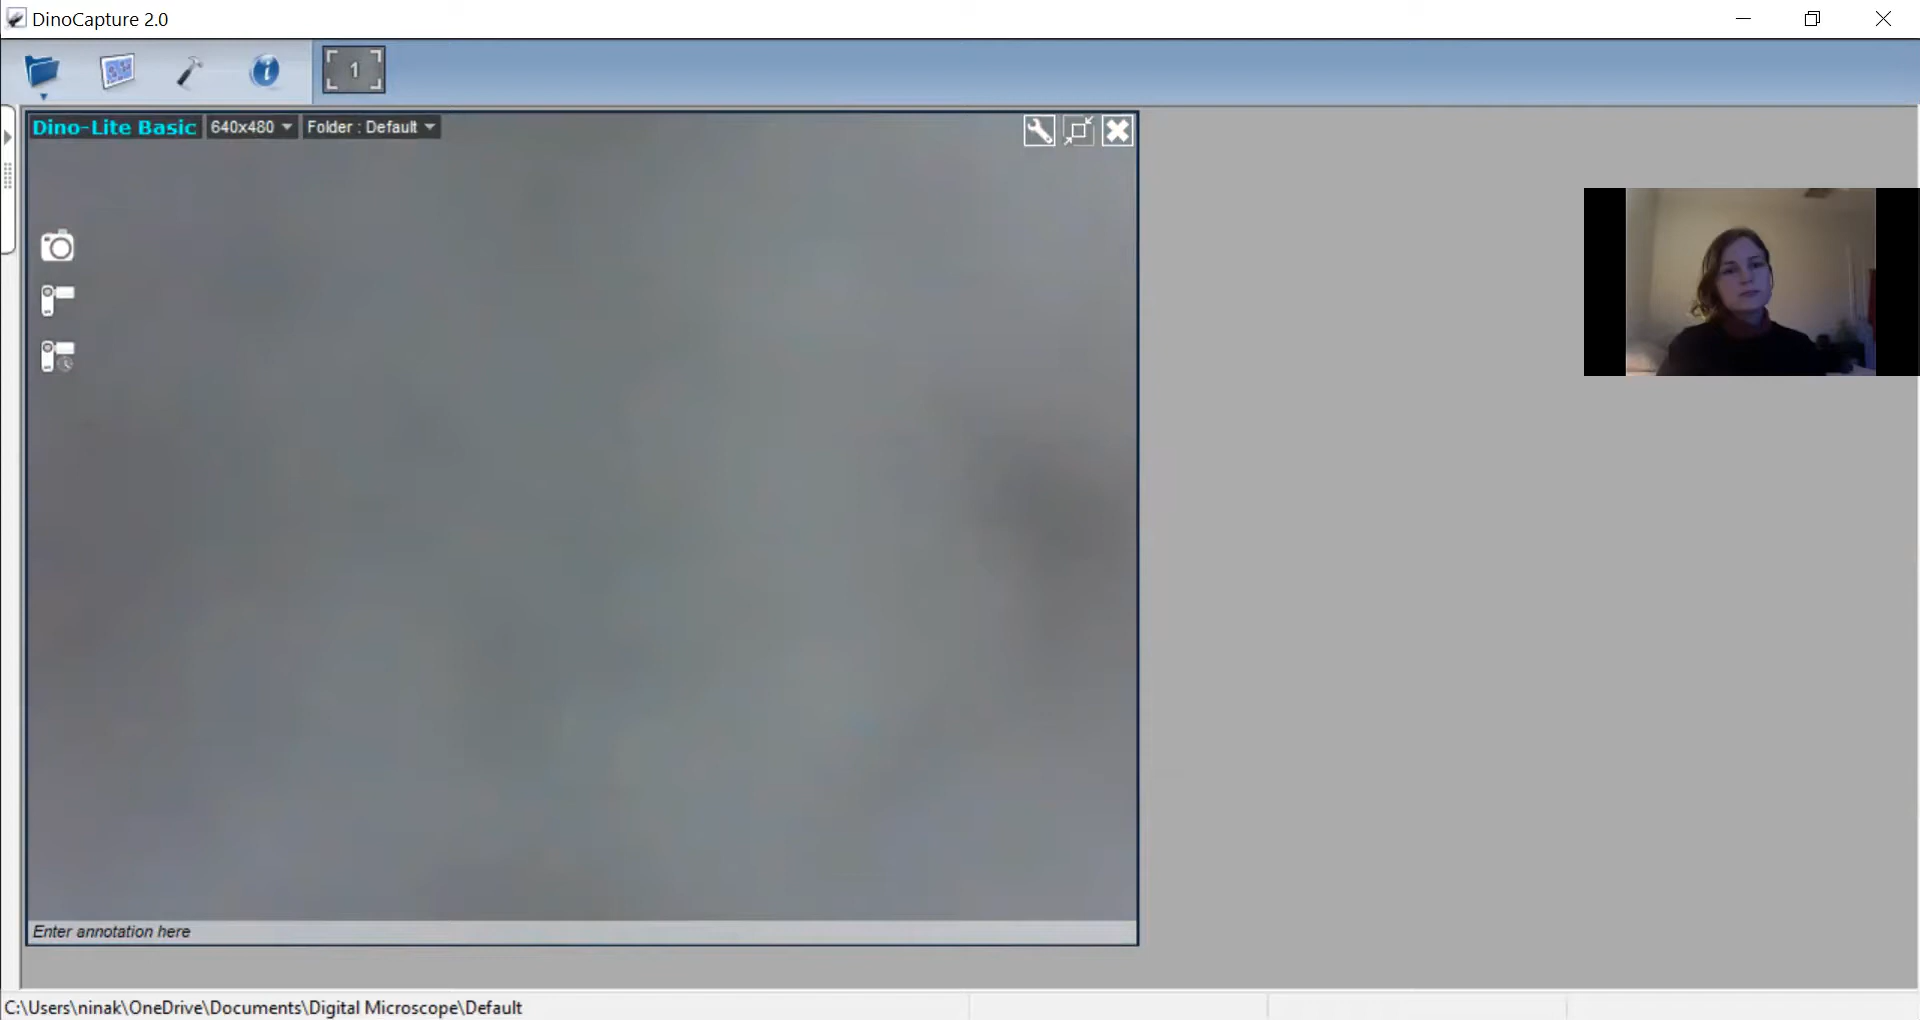 DinoCapture 2.0
1
Dino-Lite Basic 640x480 Folder : Default
Enter annotation here
C:\Users\ninak\OneDrive\Documents\Digital Microscope\Default